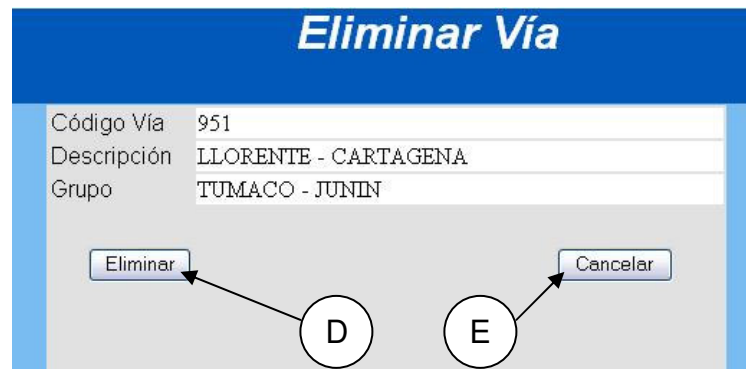 Eliminar Vía
Código Vía 951
Descripción LLORENTE - CARTAGENA
Grupo TUMACO - JUNIN
Eliminar Cancelar
D E